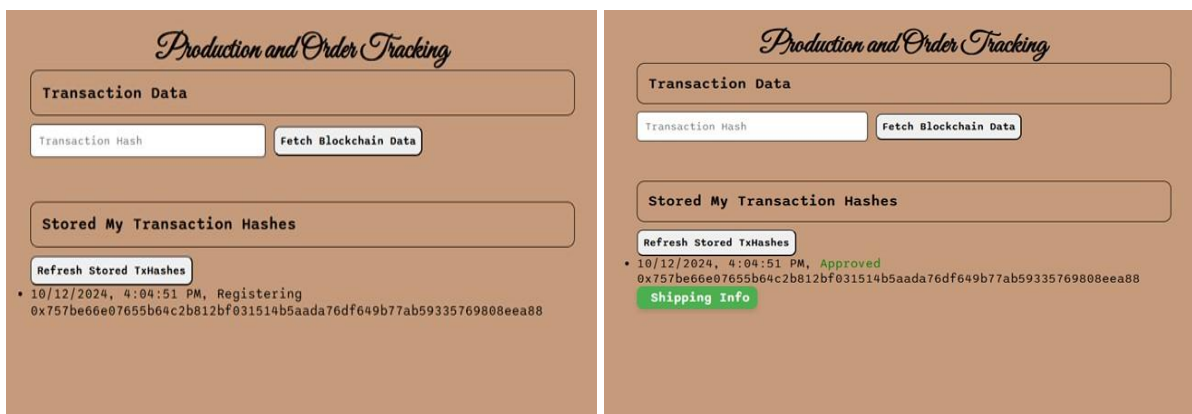 Production and Order Tracking
Transaction Data
Transaction Hash
Fetch Blockchain Data
Stored My Transaction Hashes
Refresh Stored TxHashes
10/12/2024, 4:04:51 PM, Registering
0x757be66e07655b64c2b812bf031514b5aada76df649b77ab59335769808eea88
Production and Order Tracking
Transaction Data
Transaction Hash
Fetch Blockchain Data
Stored My Transaction Hashes
Refresh Stored TxHashes
10/12/2024, 4:04:51 PM, Approved
0x757be66e07655b64c2b812bf031514b5aada76df649b77ab59335769808eea88
Shipping Info